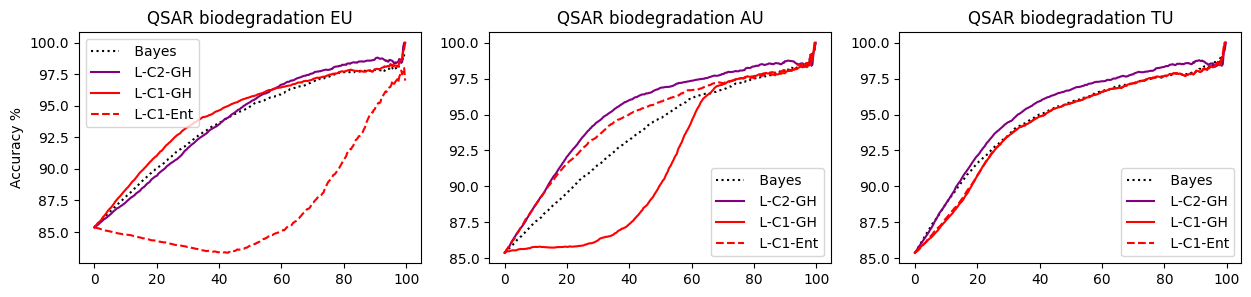 QSAR biodegradation EU
Accuracy %
100.0
97.5
95.0
92.5
90.0
87.5
85.0
Bayes
L-C2-GH
L-C1-GH
L-C1-Ent
0 20 40 60 80 100
QSAR biodegradation AU
100.0
97.5
95.0
92.5
90.0
87.5
85.0
Bayes
L-C2-GH
L-C1-GH
L-C1-Ent
0 20 40 60 80 100
QSAR biodegradation TU
100.0
97.5
95.0
92.5
90.0
87.5
85.0
Bayes
L-C2-GH
L-C1-GH
L-C1-Ent
0 20 40 60 80 100